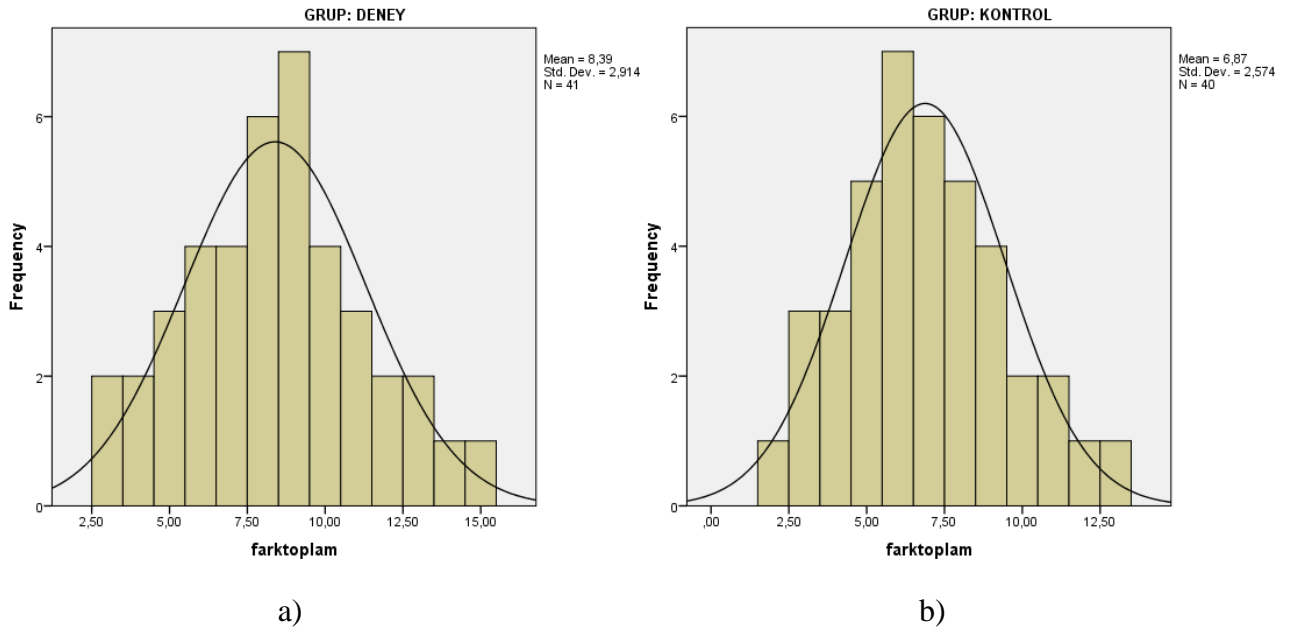 GRUP: DENEY
Mean = 8,39
Std. Dev. = 2,914
N = 41
6
4
2
0
Frequency
2,50 5,00 7,50 10,00 12,50 15,00
farktoplam
a)
GRUP: KONTROL
Mean = 6,87
Std. Dev. = 2,574
N = 40
6
4
2
0
Frequency
,00 2,50 5,00 7,50 10,00 12,50
farktoplam
b)